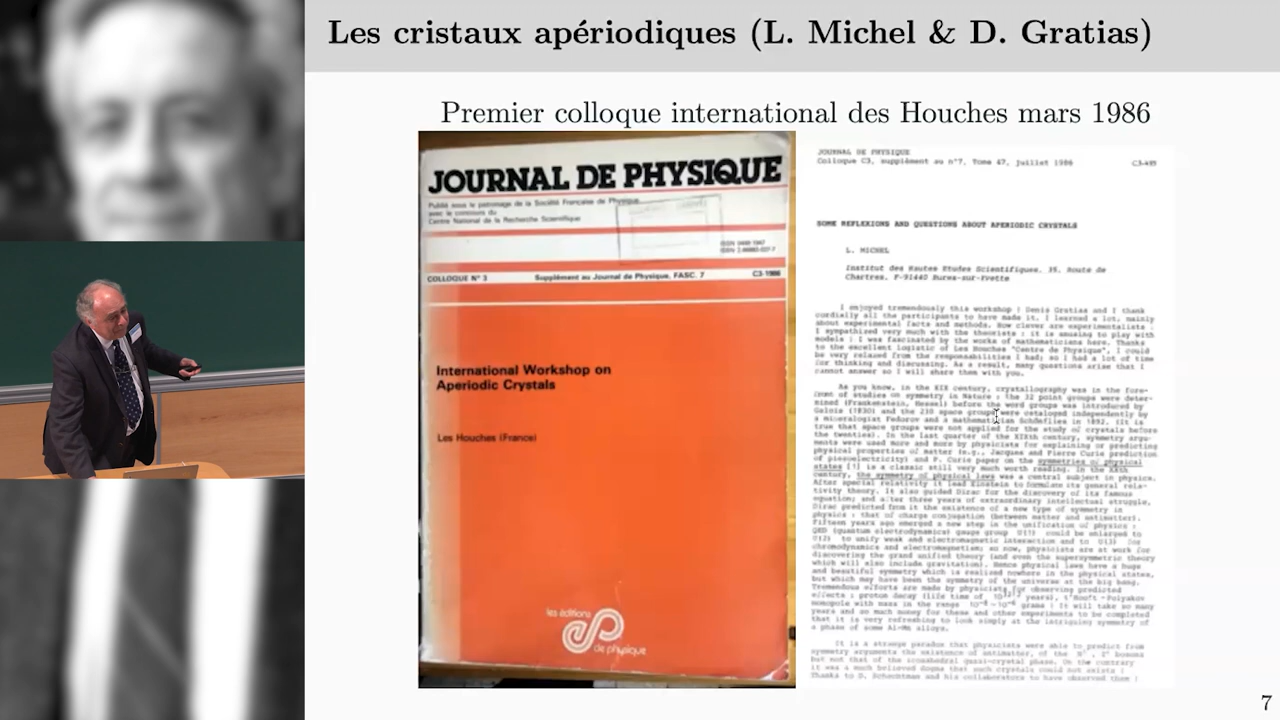 Les cristaux apériodiques (L. Michel & D. Gratias)
Premier colloque international des Houches mars 1986
JOURNAL DE PHYSIQUE
Publié sous le patronage de la Société Française de Physique
avec le concours du
Centre National de la Recherche Scientifique
COLLOQUE N° 3 Supplément au Journal de Physique, FASC. 7 C3-1986
International Workshop on
Aperiodic Crystals
Les Houches (France)
les éditions
de physique
JOURNAL DE PHYSIQUE
Colloque C3, supplément au n°7, Tome 47, juillet 1986
SOME REFLEXIONS AND QUESTIONS ABOUT APERIODIC CRYSTALS
L. MICHEL
Institut des Hautes Etudes Scientifiques, 35, Route de
Chartres, F-91440 Bures-sur-Yvette
I enjoyed tremendously this workshop ! Denis Gratias and I thank
cordially all the participants to have made it. I learned a lot, mainly
about experimental facts and methods. How clever are experimentalists !
I sympathized very much with the theorists : it is amusing to play with
models ! I was fascinated by the works of mathematicians here. Thanks
to the excellent logistic of Les Houches "Centre de Physique", I could
be very relaxed from the responsabilities I had; so I had a lot of time
for thinking and discussing. As a result, many questions arise that I
cannot answer so I will share them with you.
As you know, in the XIX century, crystallography was in the fore-
front of studies on symmetry in Nature : the 32 point groups were deter-
mined (Frankenstein, Hessel) before the word groups was introduced by
Galois (1830) and the 230 space groups were cataloged independently by
a mineralogist Fedorov and a mathematician Schönflies in 1892. (It is
true that space groups were not applied for the study of crystals before
the twenties). In the last quarter of the XIXth century, symmetry argu-
ments were used more and more by physicists for explaining or predicting
physical properties of matter (e.g., Jacques and Pierre Curie prediction
of piezoelectricity) and P. Curie paper on the symmetries of physical
states [1] is a classic still very much worth reading. In the XXth
century, the symmetry of physical laws was a central subject in physics.
After special relativity it lead Einstein to formulate its general rela-
tivity theory. It also guided Dirac for the discovery of its famous
equation; and after three years of extraordinary intellectual struggle,
Dirac predicted from it the existence of a new type of symmetry in
physics : that of charge conjugation (between matter and antimatter).
Fifteen years ago emerged a new step in the unification of physics :
QED (quantum electrodynamics) gauge group U(1) could be enlarged to
U(2) to unify weak and electromagnetic interaction and to U(3) for
chromodynamics and electromagnetism; so now, physicists are at work for
discovering the grand unified theory (and even the supersymmetric theory
which will also include gravitation). Hence physical laws have a huge
and beautiful symmetry which is realized nowhere in the physical states,
but which may have been the symmetry of the universe at the big bang.
Tremendous efforts are made by physicists for observing predicted
effects : proton decay (life time of years), t'Hooft - Polyakov
monopole with mass in the range grams ! It will take so many
years and so much money for these and other experiments to be completed
that it is very refreshing to look simply at the intriguing symmetry of
a phase of some Al-Mn alloys.
It is a strange paradox that physicists were able to predict from
symmetry arguments the existence of antimatter, of the bosons
but not that of the icosahedral quasi-crystal phase. On the contrary
it was a much believed dogma that such crystals could not exists !
Thanks to D. Schechtman and his collaborators to have observed them !
7